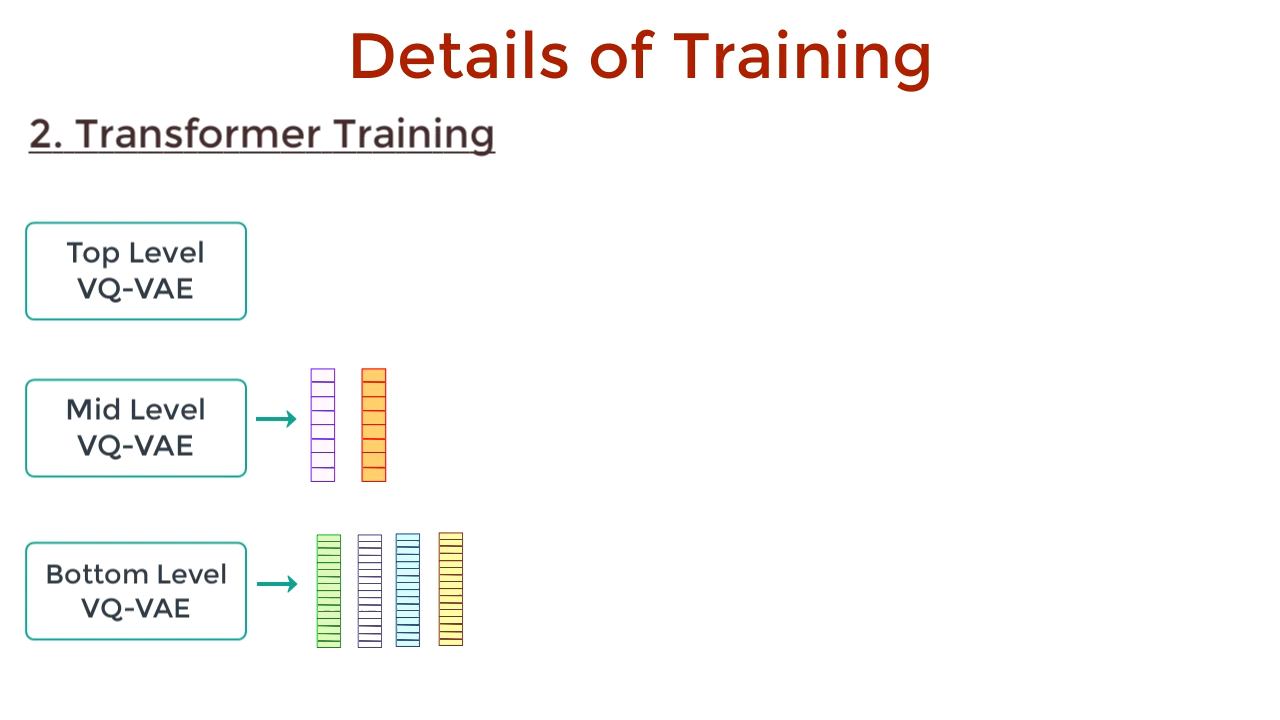 Details of Training
2. Transformer Training
Top Level
VQ-VAE
Mid Level
VQ-VAE
Bottom Level
VQ-VAE